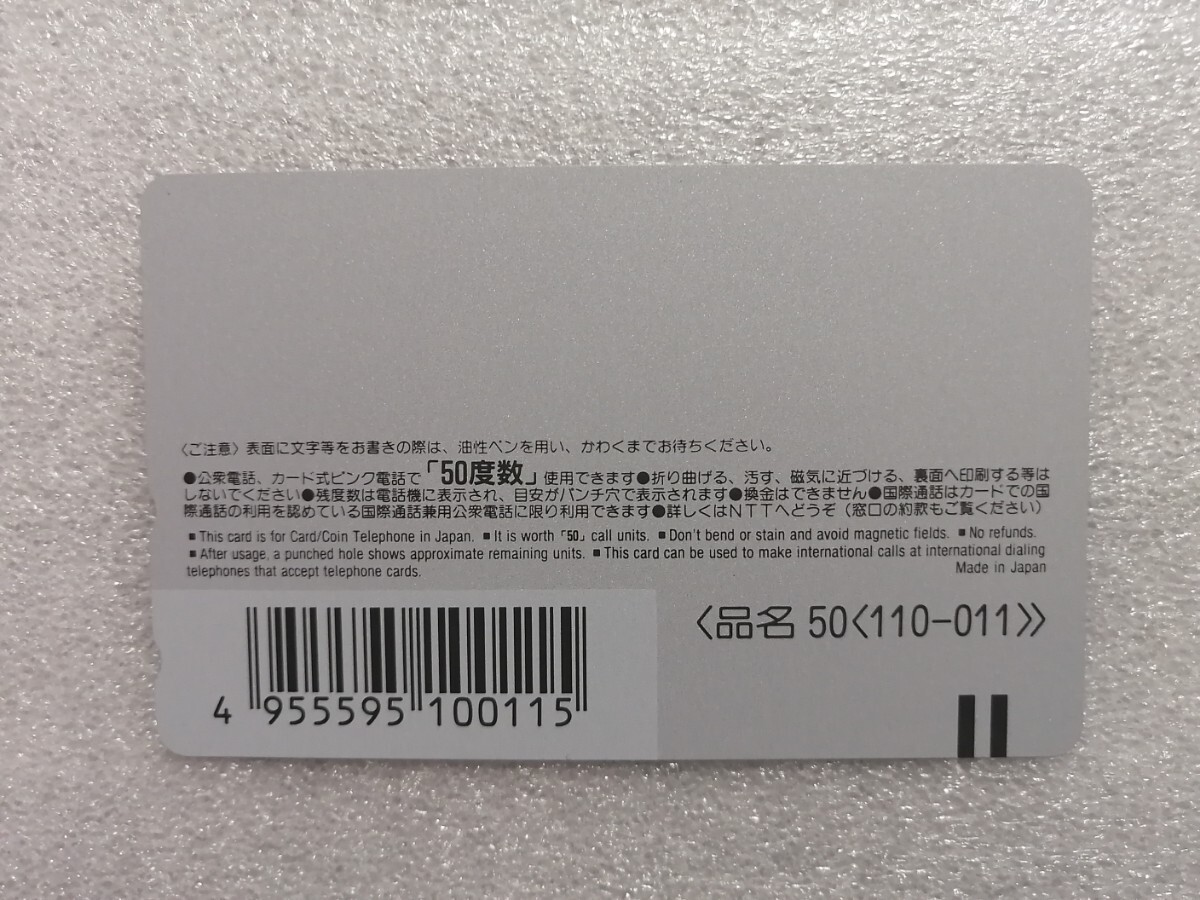 〈ご注意〉表面に文字等をお書きの際は、油性ペンを用い、かわくまでお待ちください。
●公衆電話、カード式ピンク電話で「50度数」使用できます●折り曲げる、汚す、磁気に近づける、裏面へ印刷する等は
しないでください●残度数は電話機に表示され、目安がパンチ穴で表示されます●換金はできません●国際通話はカードでの国
際通話の利用を認めている国際通話兼用公衆電話に限り利用できます●詳しくはNTTへどうぞ（窓口の約款もご覧ください）
■ This card is for Card/Coin Telephone in Japan. ■ It is worth「50」call units. ■ Don't bend or stain and avoid magnetic fields. ■ No refunds.
■ After usage, a punched hole shows approximate remaining units. ■ This card can be used to make international calls at international dialing
telephones that accept telephone cards. Made in Japan
〈品名 50〈110-011〉〉
4 955595 100115